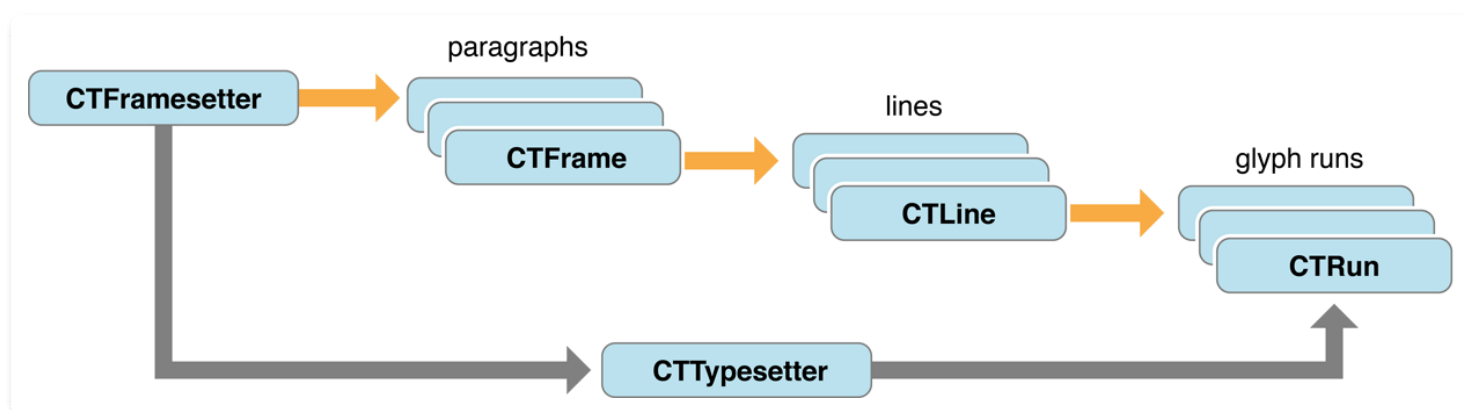 paragraphs
CTFramesetter
lines
CTFrame
glyph runs
CTLine
CTRun
CTTypesetter